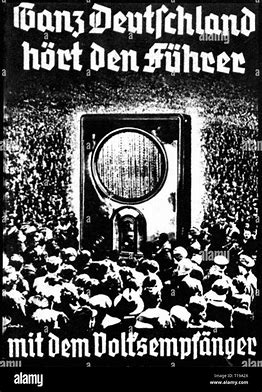 Ganz Deutschland
hört den Führer
mit dem Volksempfänger
alamy